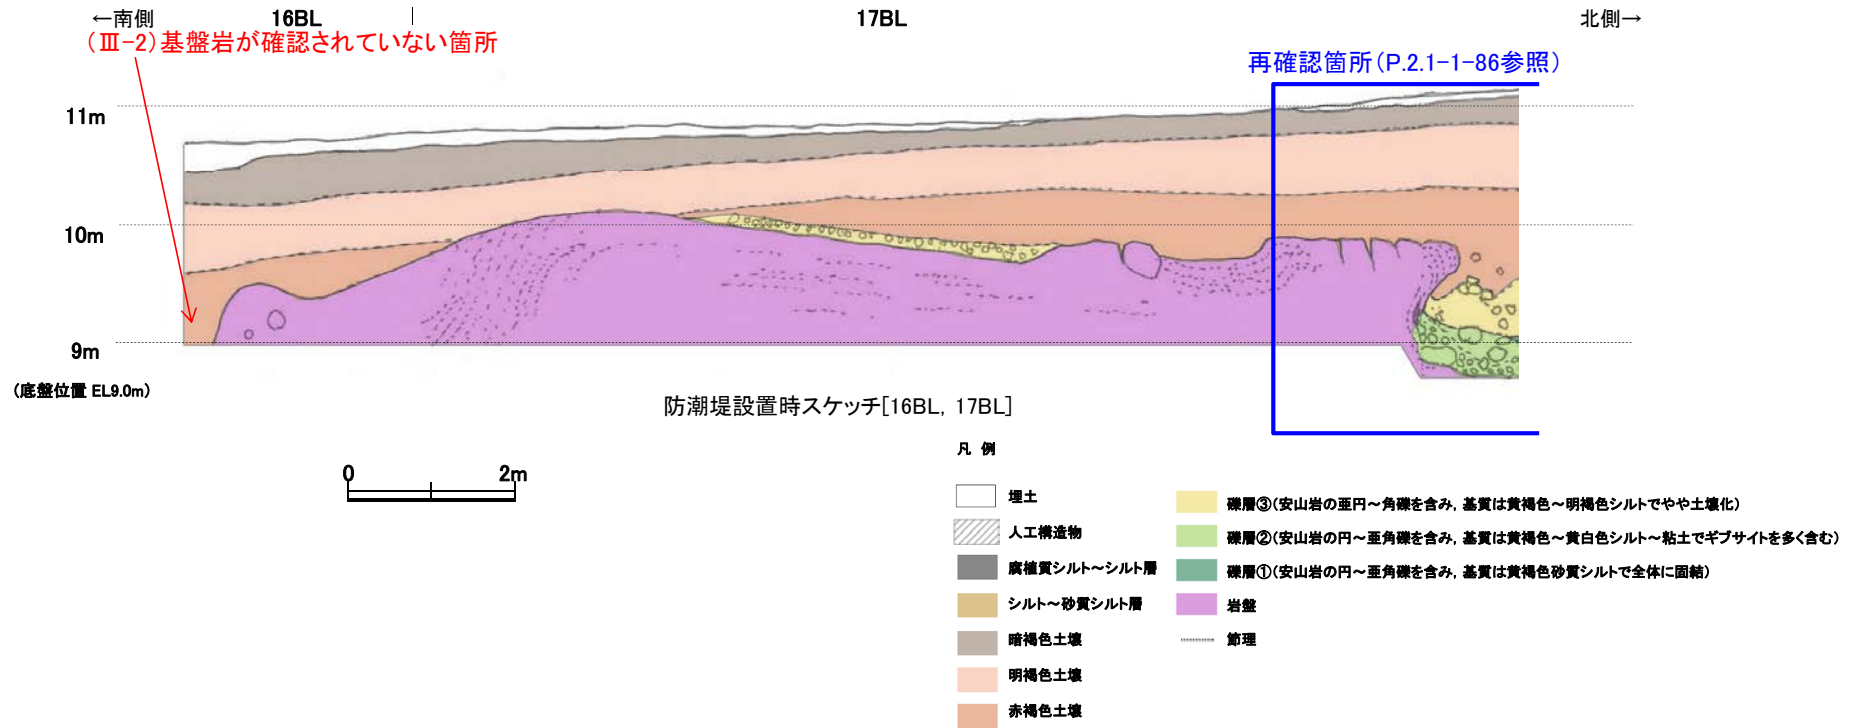 ←南側
16BL
17BL
北側→
(Ⅲ-2)基盤岩が確認されていない箇所
再確認箇所(P.2.1-1-86参照)
11m
10m
9m
(底盤位置 EL9.0m)
防潮堤設置時スケッチ[16BL, 17BL]
0 2m
凡 例
埋土
人工構造物
腐植質シルト～シルト層
シルト～砂質シルト層
暗褐色土壌
明褐色土壌
赤褐色土壌
礫層③(安山岩の亜円～角礫を含み, 基質は黄褐色～明褐色シルトでやや土壌化)
礫層②(安山岩の円～亜角礫を含み, 基質は黄褐色～黄白色シルト～粘土でギブサイトを多く含む)
礫層①(安山岩の円～亜角礫を含み, 基質は黄褐色砂質シルトで全体に固結)
岩盤
節理